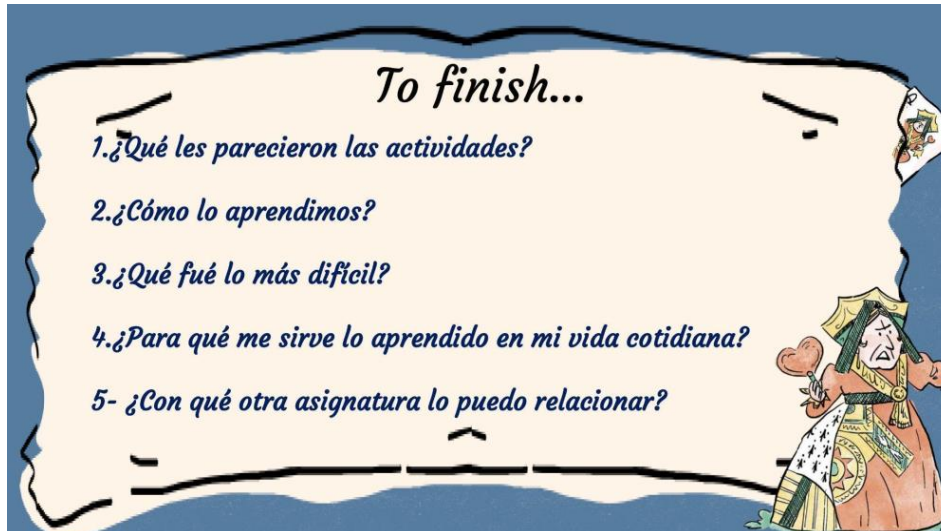 To finish...
1.¿Qué les parecieron las actividades?
2.¿Cómo lo aprendimos?
3.¿Qué fué lo más difícil?
4.¿Para qué me sirve lo aprendido en mi vida cotidiana?
5- ¿Con qué otra asignatura lo puedo relacionar?
Q